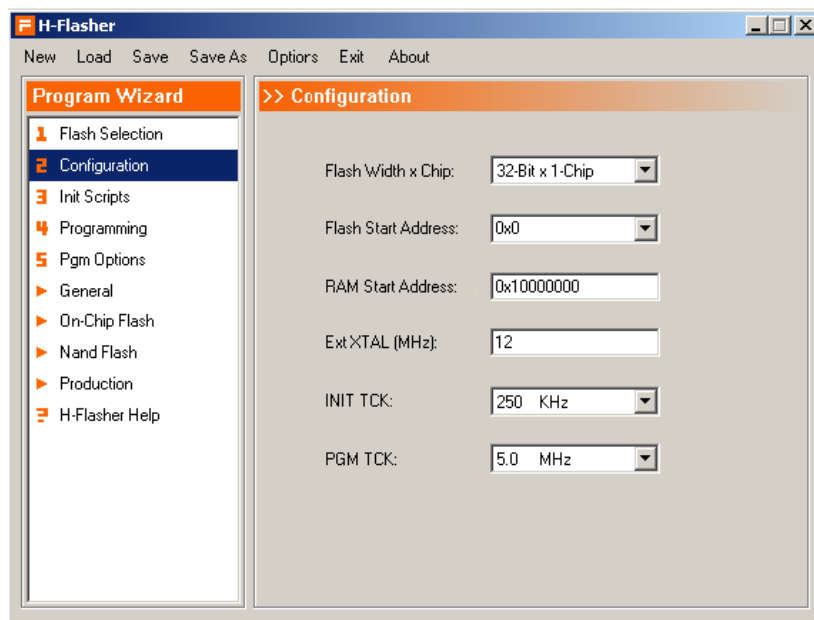 H-Flasher
New Load Save Save As Options Exit About
Program Wizard
1 Flash Selection
2 Configuration
3 Init Scripts
4 Programming
5 Pgm Options
General
On-Chip Flash
Nand Flash
Production
? H-Flasher Help
>> Configuration
Flash Width x Chip: 32-Bit x 1-Chip
Flash Start Address: 0x0
RAM Start Address: 0x10000000
Ext XTAL (MHz): 12
INIT TCK: 250 KHz
PGM TCK: 5.0 MHz